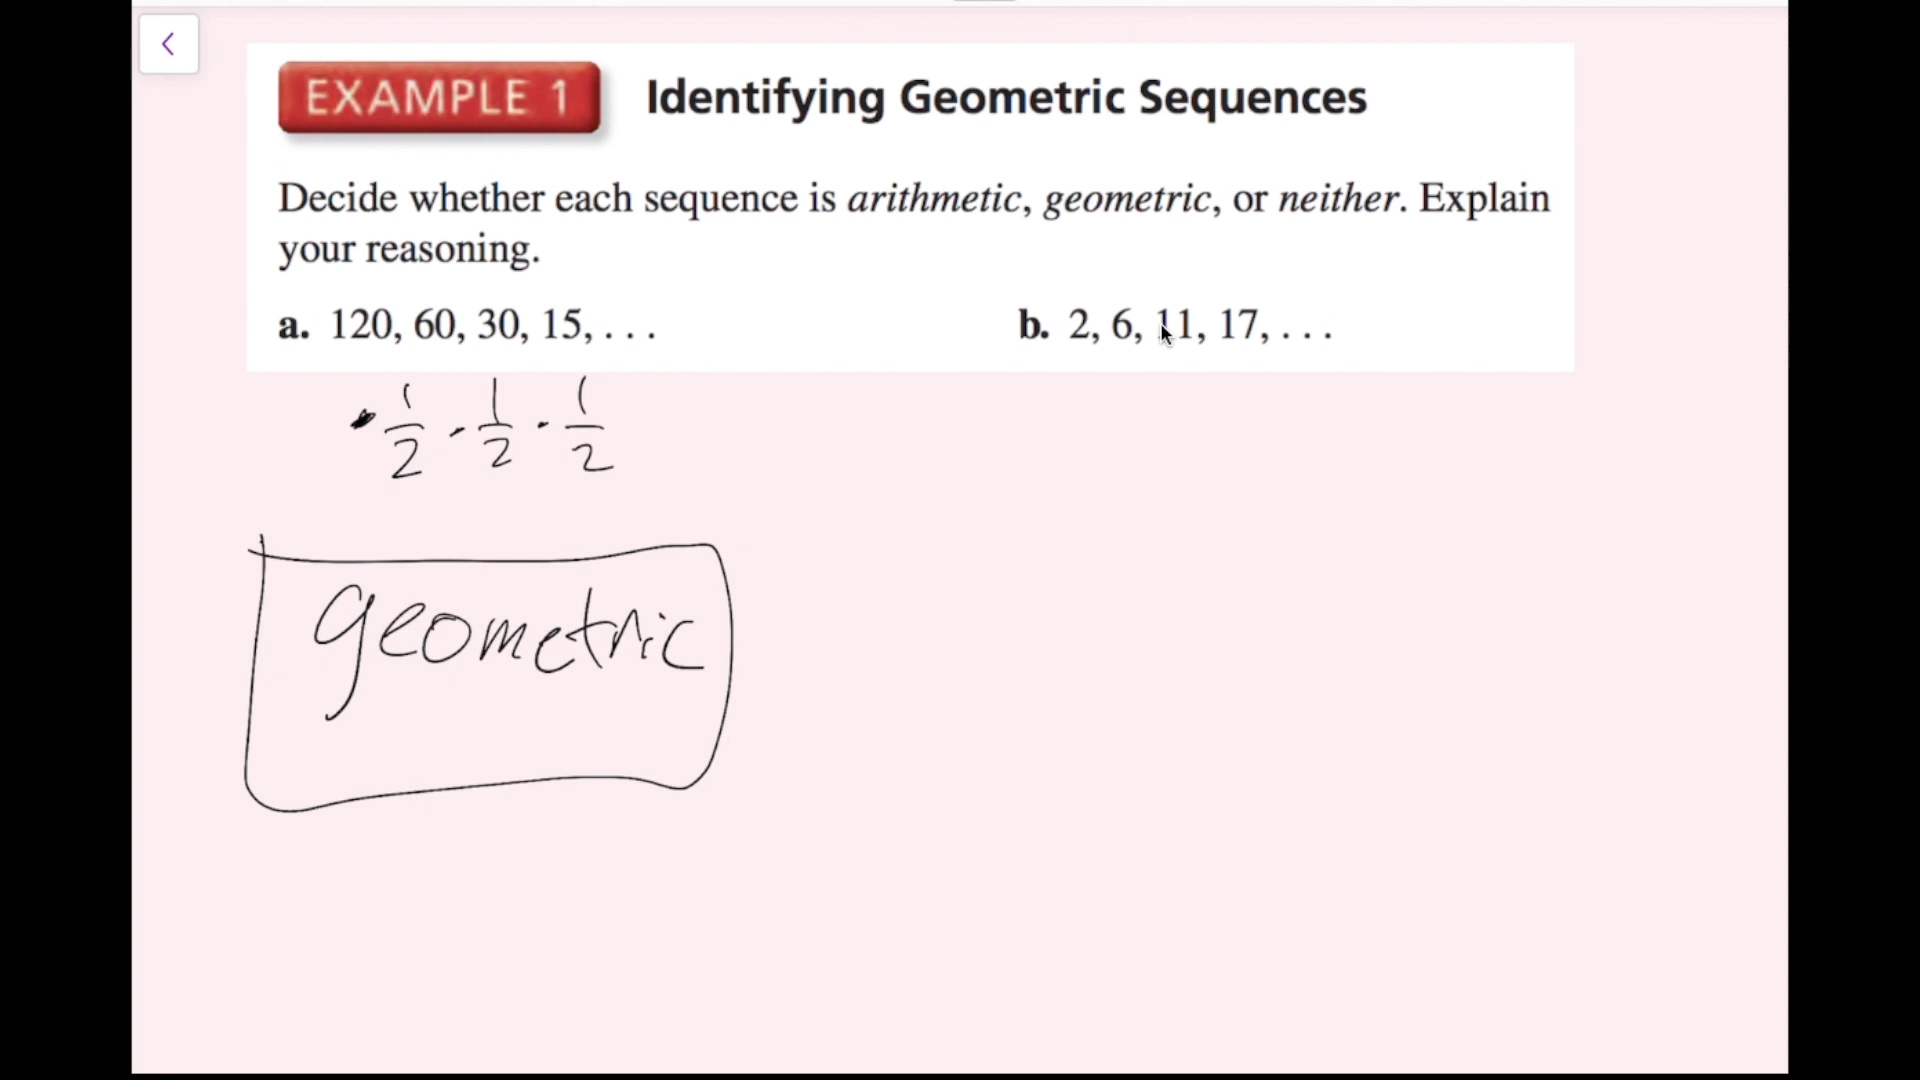 EXAMPLE 1 Identifying Geometric Sequences
Decide whether each sequence is arithmetic, geometric, or neither. Explain
your reasoning.
a. 120, 60, 30, 15, . . . b. 2, 6, 11, 17, . . .
· 1/2 · 1/2 · 1/2
geometric